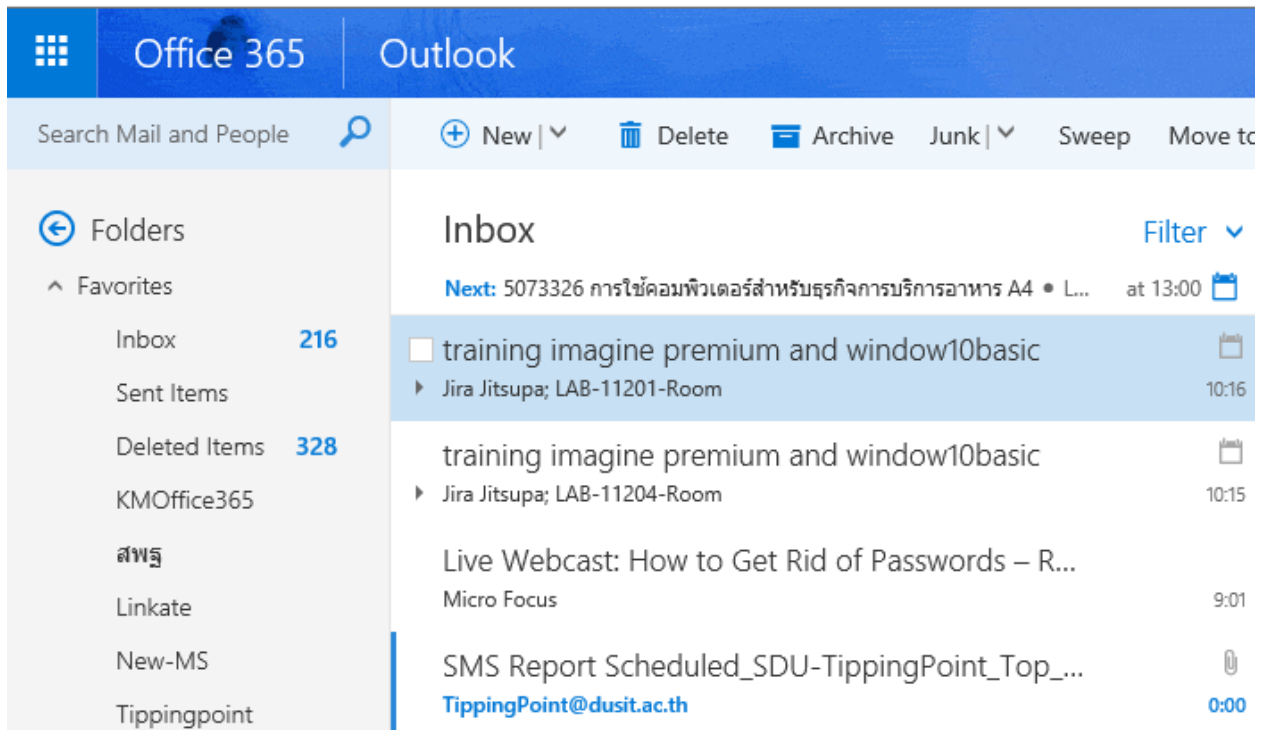 Office 365 Outlook
Search Mail and People
New Delete Archive Junk Sweep Move to
Folders
Favorites
Inbox 216
Sent Items
Deleted Items 328
KMOffice365
สพฐ
Linkate
New-MS
Tippingpoint
Inbox Filter
Next: 5073326 การใช้คอมพิวเตอร์สำหรับธุรกิจการบริการอาหาร A4 • L... at 13:00
training imagine premium and window10basic
Jira Jitsupa; LAB-11201-Room 10:16
training imagine premium and window10basic
Jira Jitsupa; LAB-11204-Room 10:15
Live Webcast: How to Get Rid of Passwords – R...
Micro Focus 9:01
SMS Report Scheduled_SDU-TippingPoint_Top_...
TippingPoint@dusit.ac.th 0:00